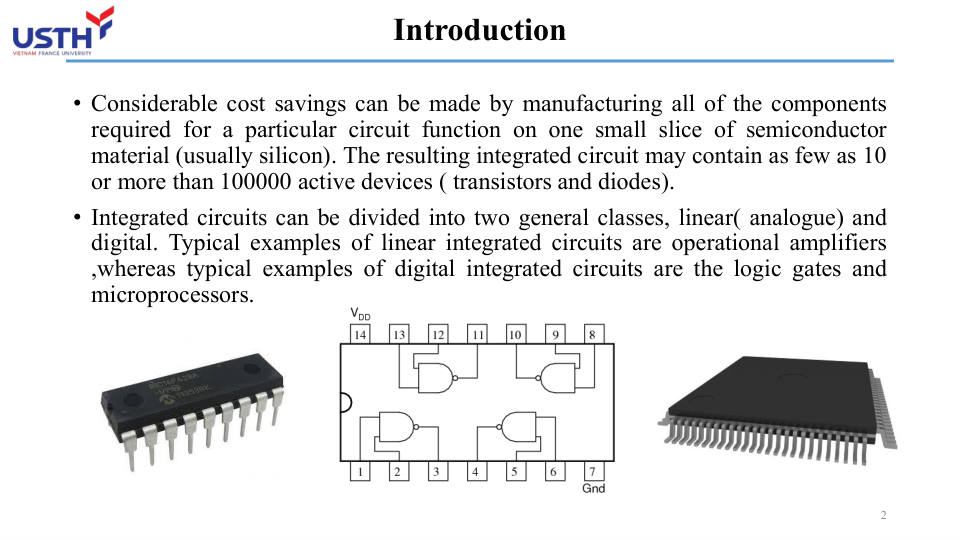 USTH
VIETNAM FRANCE UNIVERSITY
Introduction
• Considerable cost savings can be made by manufacturing all of the components
required for a particular circuit function on one small slice of semiconductor
material (usually silicon). The resulting integrated circuit may contain as few as 10
or more than 100000 active devices ( transistors and diodes).
• Integrated circuits can be divided into two general classes, linear( analogue) and
digital. Typical examples of linear integrated circuits are operational amplifiers
,whereas typical examples of digital integrated circuits are the logic gates and
microprocessors.
VDD
14 13 12 11 10 9 8
1 2 3 4 5 6 7
Gnd
2